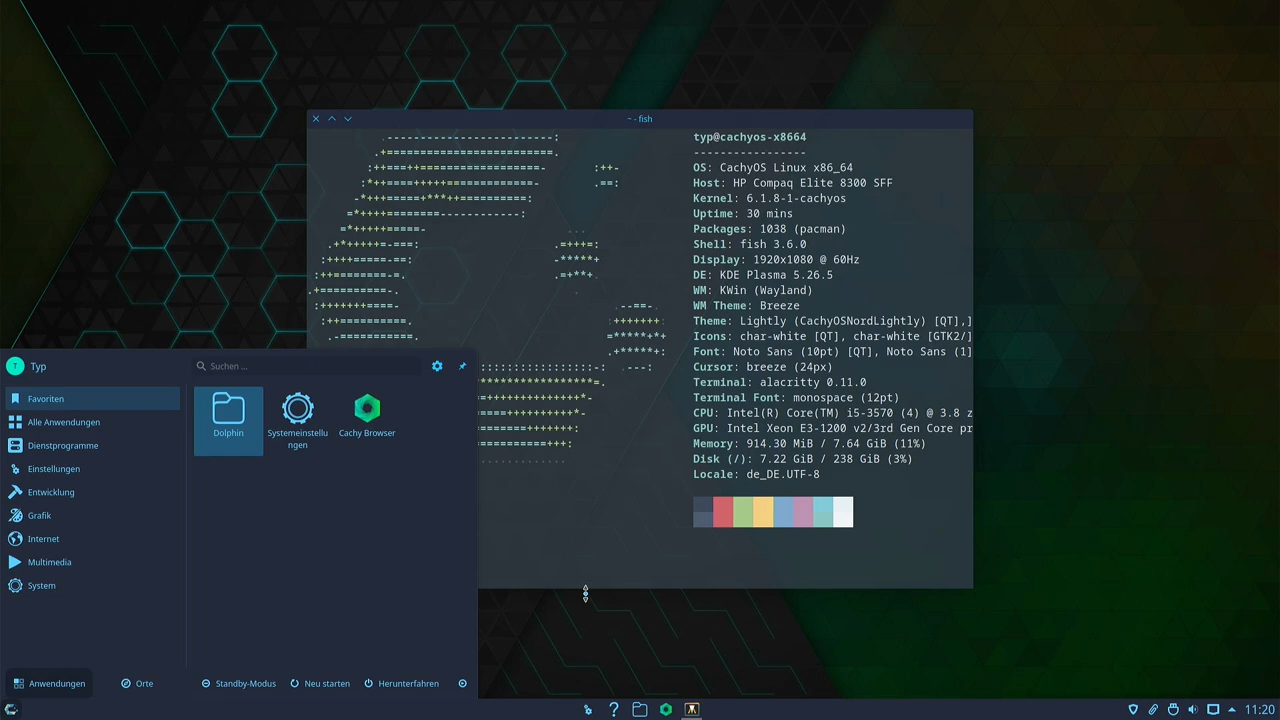 ~ - fish
typ@cachyos-x8664
-----------------
OS: CachyOS Linux x86_64
Host: HP Compaq Elite 8300 SFF
Kernel: 6.1.8-1-cachyos
Uptime: 30 mins
Packages: 1038 (pacman)
Shell: fish 3.6.0
Display: 1920x1080 @ 60Hz
DE: KDE Plasma 5.26.5
WM: KWin (Wayland)
WM Theme: Breeze
Theme: Lightly (CachyOSNordLightly) [QT],]
Icons: char-white [QT], char-white [GTK2/]
Font: Noto Sans (10pt) [QT], Noto Sans (1]
Cursor: breeze (24px)
Terminal: alacritty 0.11.0
Terminal Font: monospace (12pt)
CPU: Intel(R) Core(TM) i5-3570 (4) @ 3.8 z
GPU: Intel Xeon E3-1200 v2/3rd Gen Core pr
Memory: 914.30 MiB / 7.64 GiB (11%)
Disk (/): 7.22 GiB / 238 GiB (3%)
Locale: de_DE.UTF-8
T Typ
Suchen ...
Favoriten
Alle Anwendungen
Dienstprogramme
Einstellungen
Entwicklung
Grafik
Internet
Multimedia
System
Dolphin
Systemeinstellu
ngen
Cachy Browser
Anwendungen
Orte
Standby-Modus
Neu starten
Herunterfahren
11:20